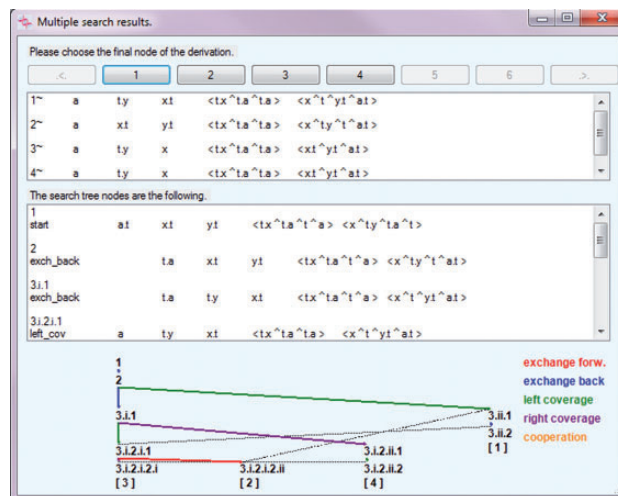 Multiple search results.
Please choose the final node of the derivation.
.<. 1 2 3 4 5 6 .>.
1~ a t.y x.t <t.x^t.a^t.a> <x^t^y.t^a.t>
2~ a x.t y.t <t.x^t.a^t.a> <x^t.y^t^a.t>
3~ a t.y x <t.x^t.a^t.a> <x.t^y.t^a.t>
4~ a t.y x <t.x^t.a^t.a> <x.t^y.t^a.t>
The search tree nodes are the following.
1
start a.t x.t y.t <t.x^t.a^t^a> <x^t.y^t.a^t>
2
exch_back t.a x.t y.t <t.x^t.a^t^a> <x^t.y^t^a.t>
3.i.1
exch_back t.a t.y x.t <t.x^t.a^t^a> <x^t^y.t^a.t>
3.i.2.i.1
left_cov a t.y x.t <t.x^t.a^t.a> <x^t^y.t^a.t>
1
2
exchange forw.
exchange back
left coverage
right coverage
cooperation
3.i.1
3.ii.1
3.ii.2
[ 1 ]
3.i.2.i.1
3.i.2.ii.1
3.i.2.i.2.i
3.i.2.i.2.ii
3.i.2.ii.2
[ 3 ]
[ 2 ]
[ 4 ]